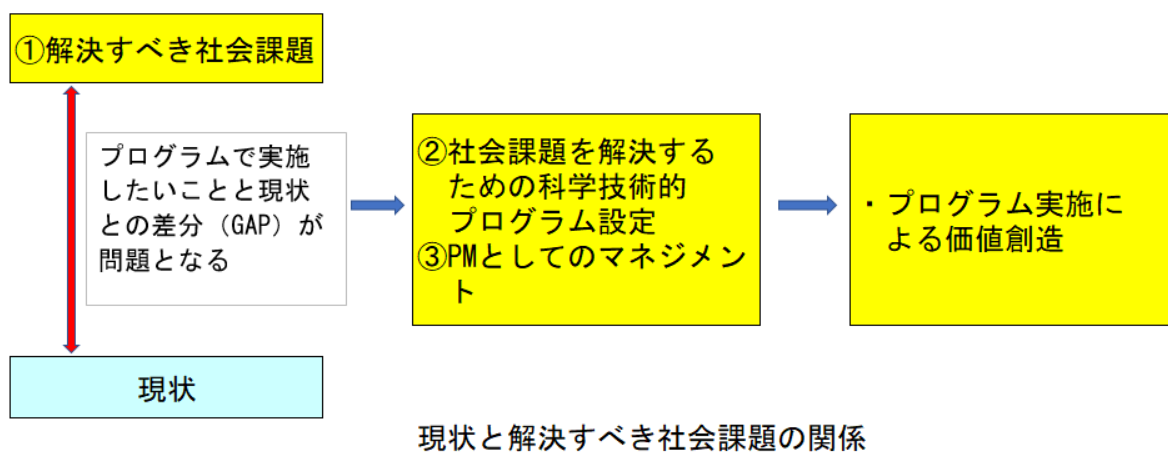 ①解決すべき社会課題
プログラムで実施
したいことと現状
との差分（GAP）が
問題となる
現状
②社会課題を解決する
ための科学技術的
プログラム設定
③PMとしてのマネジメン
ト
・プログラム実施に
よる価値創造
現状と解決すべき社会課題の関係